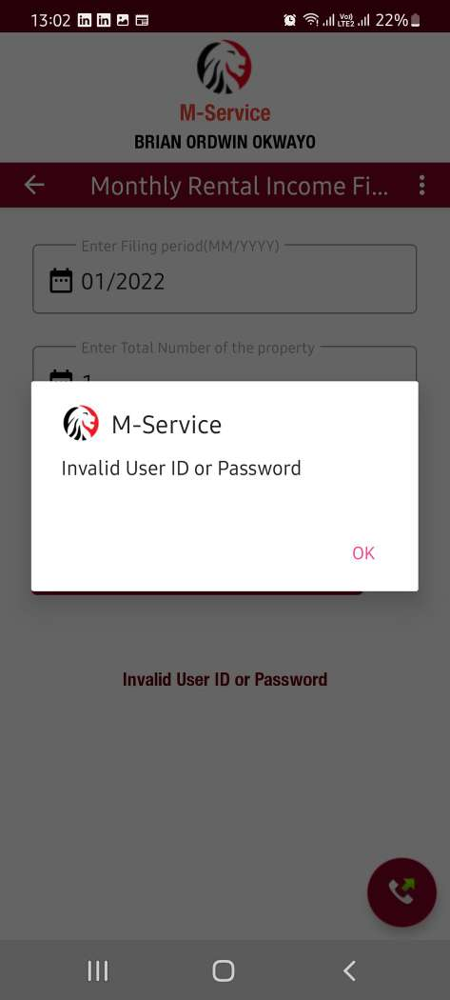 13:02
Vo))
LTE2
22%
M-Service
BRIAN ORDWIN OKWAYO
Monthly Rental Income Fi...
Enter Filing period(MM/YYYY)
01/2022
Enter Total Number of the property
1
M-Service
Invalid User ID or Password
OK
Invalid User ID or Password